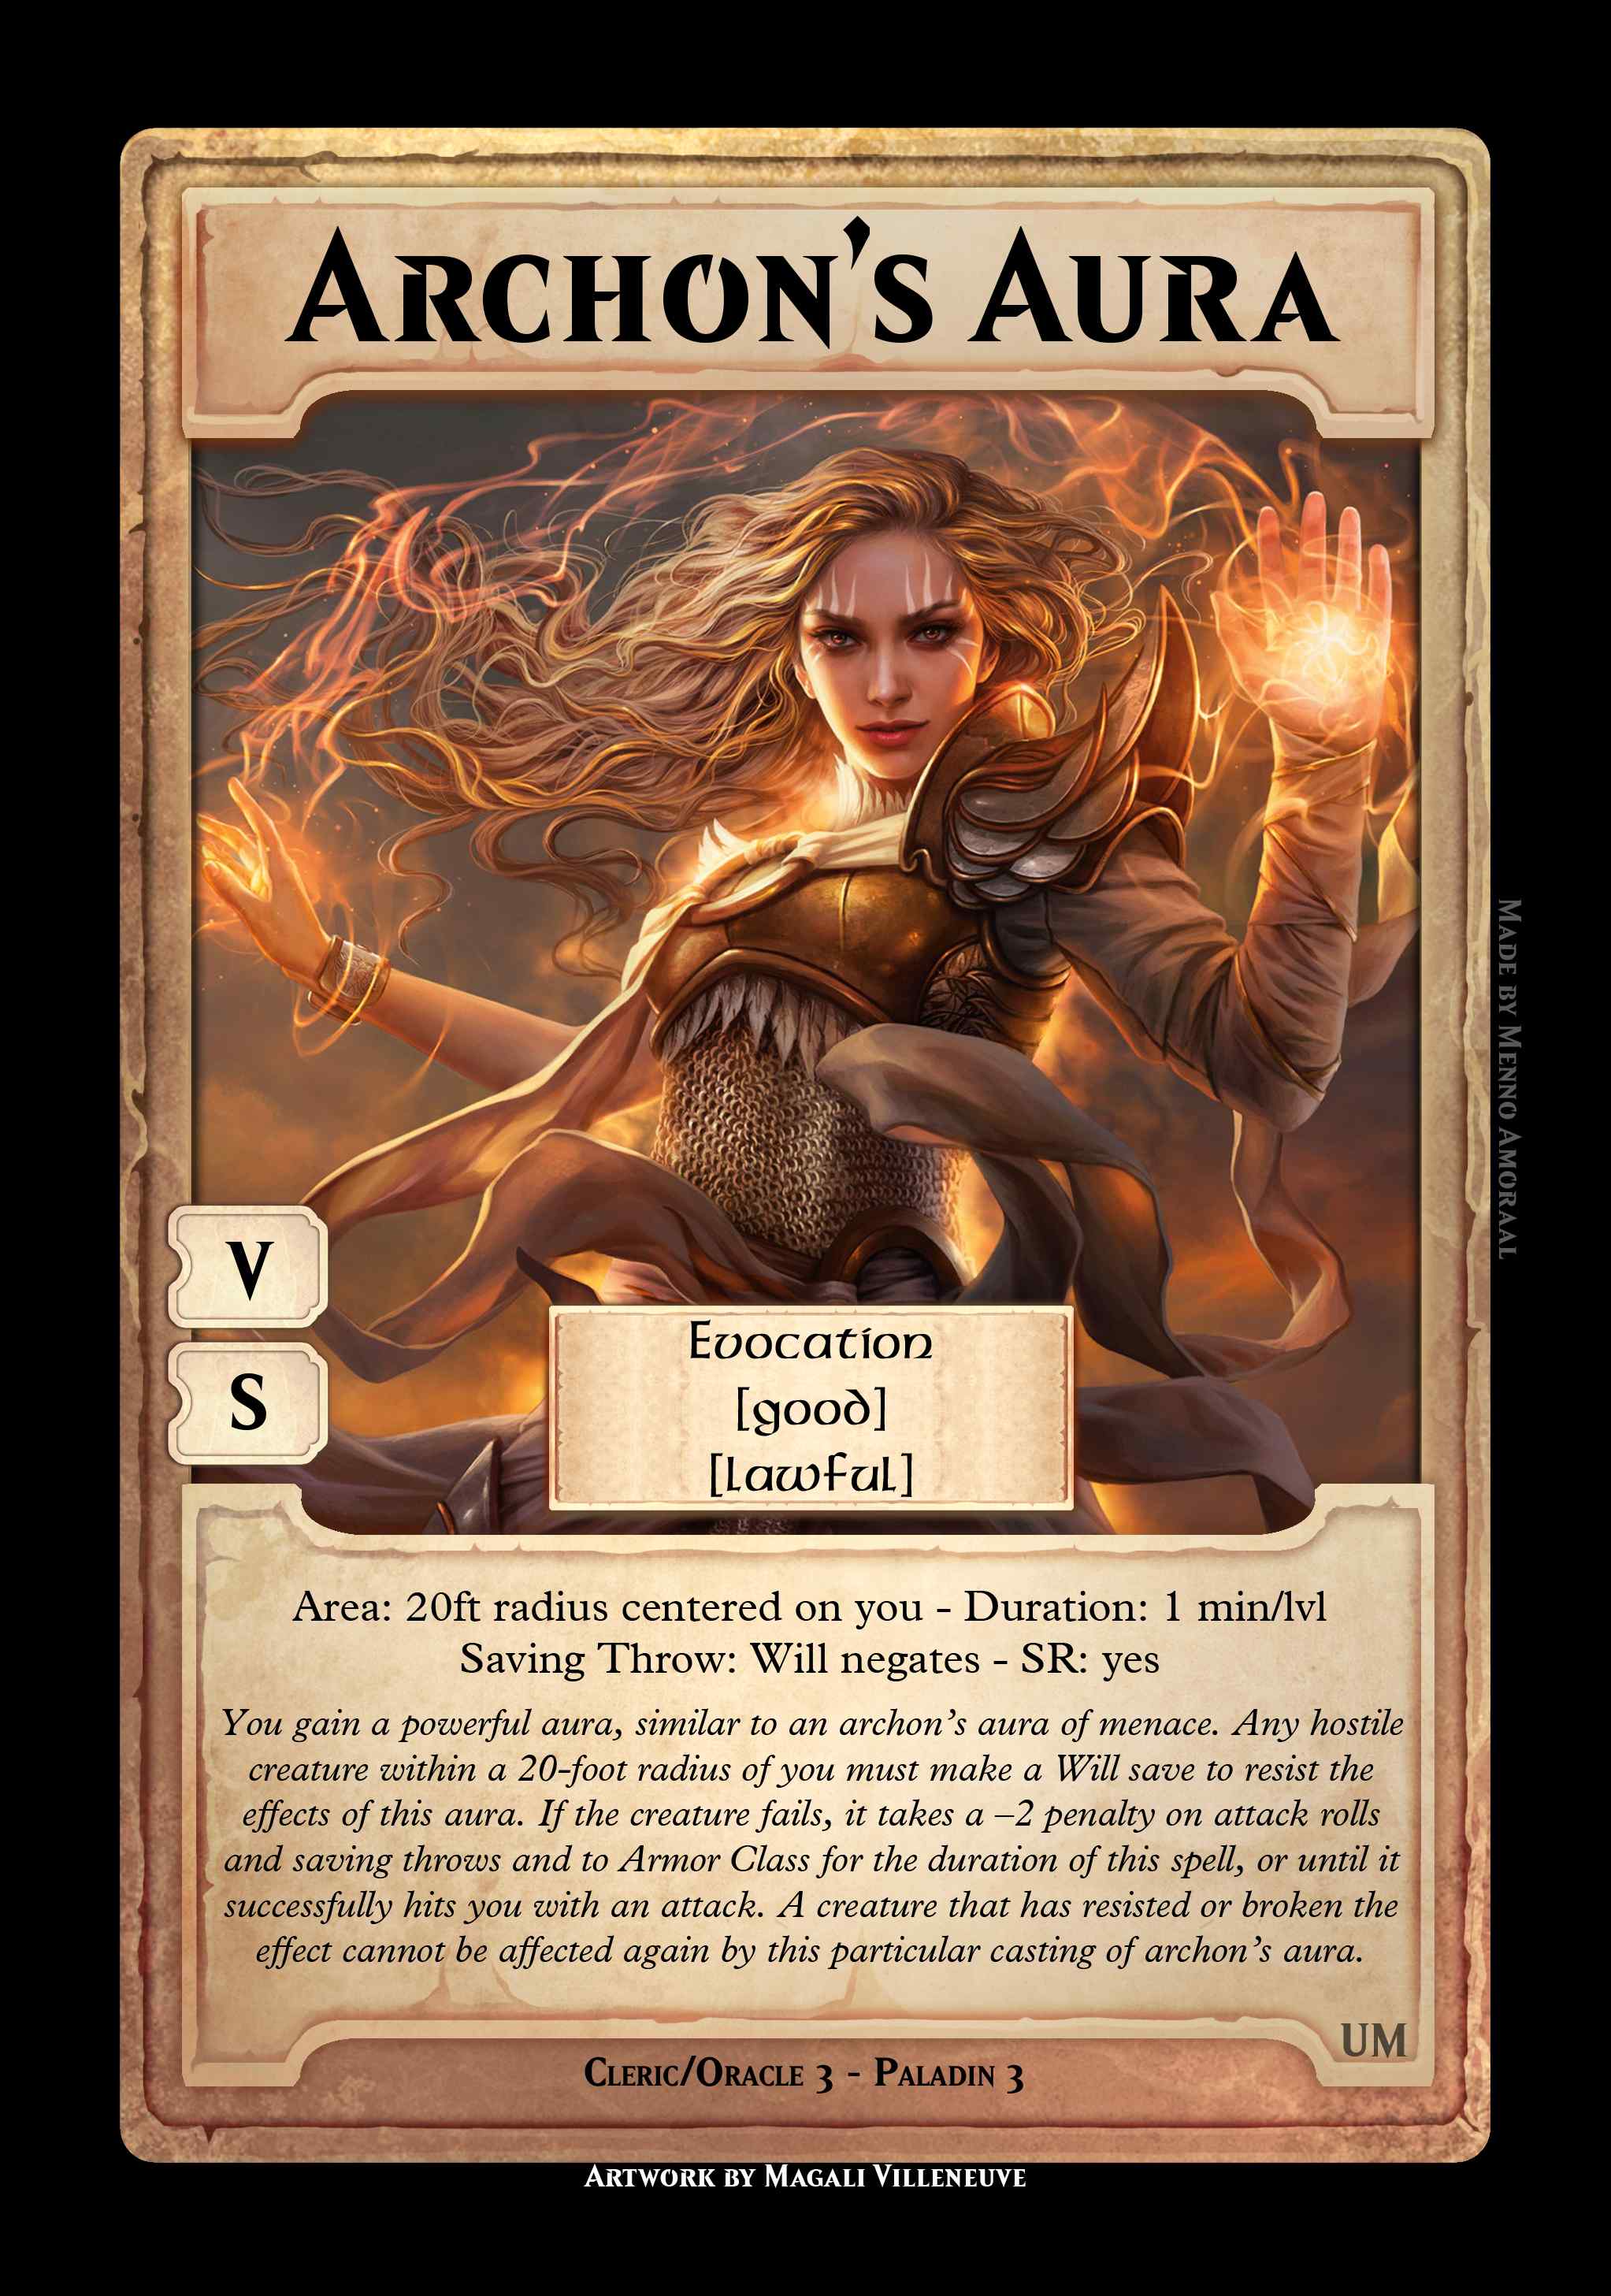 Archon's Aura
V
S
Evocation
[good]
[lawful]
Area: 20ft radius centered on you - Duration: 1 min/lvl
Saving Throw: Will negates - SR: yes
You gain a powerful aura, similar to an archon's aura of menace. Any hostile
creature within a 20-foot radius of you must make a Will save to resist the
effects of this aura. If the creature fails, it takes a –2 penalty on attack rolls
and saving throws and to Armor Class for the duration of this spell, or until it
successfully hits you with an attack. A creature that has resisted or broken the
effect cannot be affected again by this particular casting of archon's aura.
UM
Cleric/Oracle 3 - Paladin 3
Artwork by Magali Villeneuve
Made by Menno Amoraal